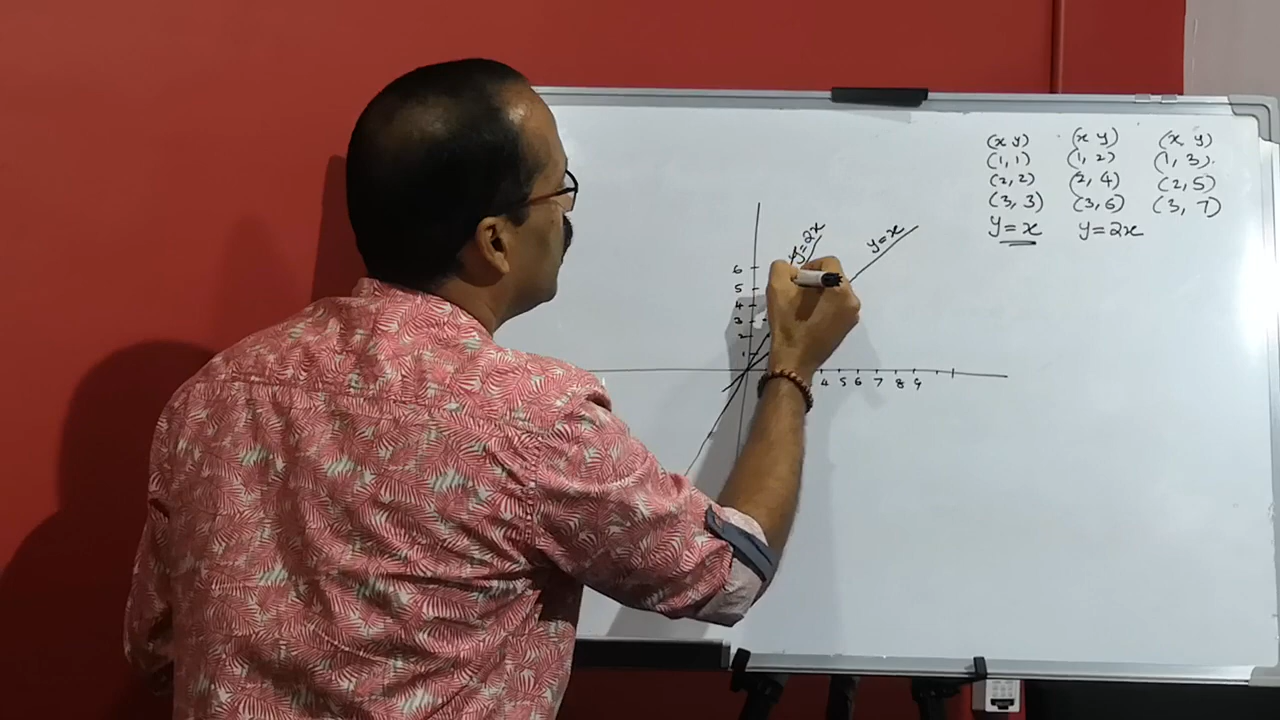 (x y) (x y) (x, y)
(1, 1) (1, 2) (1, 3).
(2, 2) (2, 4) (2, 5)
(3, 3) (3, 6) (3, 7)
y=x y=2x
y=2x y=x
6
5
4
3
2
1
4 5 6 7 8 9